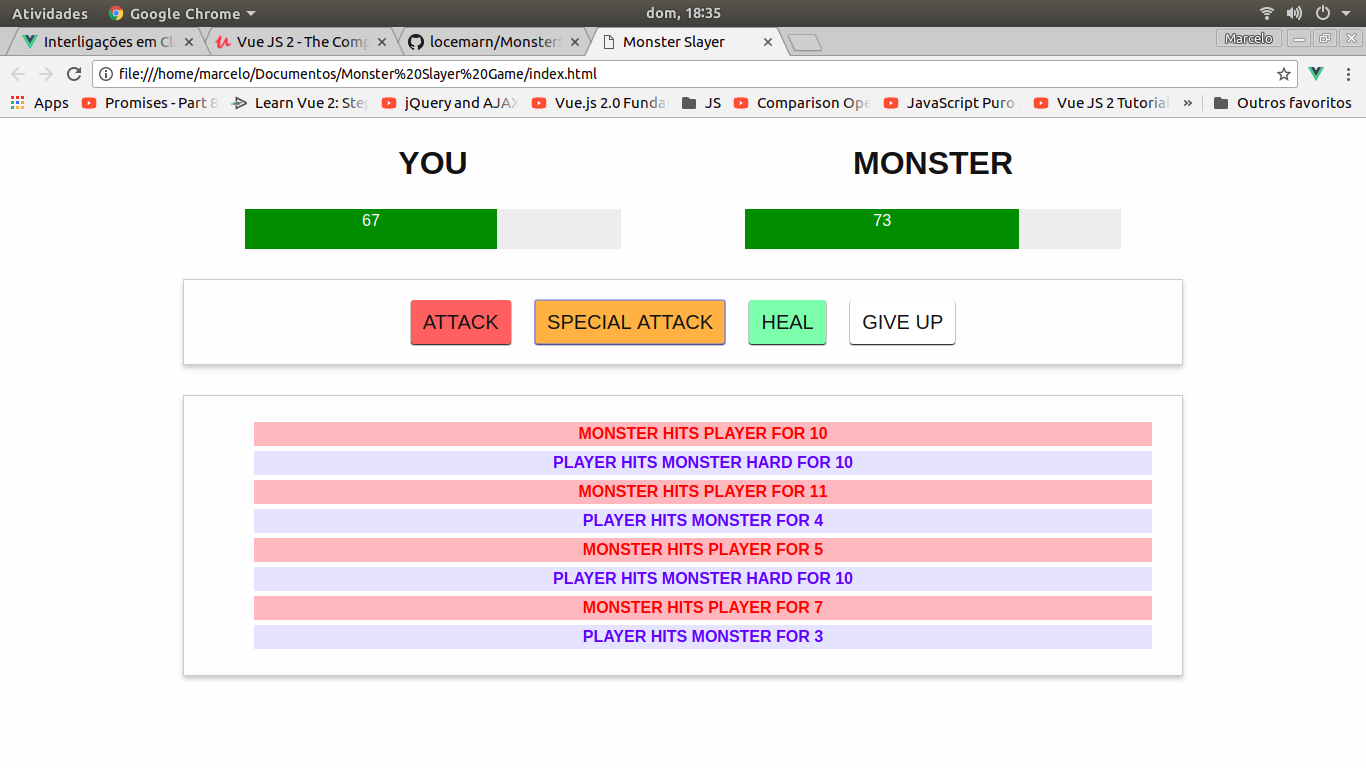 Atividades Google Chrome dom, 18:35
Interligações em Cl Vue JS 2 - The Comp locemarn/Monster Monster Slayer Marcelo
file:///home/marcelo/Documentos/Monster%20Slayer%20Game/index.html
Apps Promises - Part 8 Learn Vue 2: Ste jQuery and AJAX Vue.js 2.0 Funda JS Comparison Ope JavaScript Puro Vue JS 2 Tutorial » Outros favoritos
YOU MONSTER
67 73
ATTACK SPECIAL ATTACK HEAL GIVE UP
MONSTER HITS PLAYER FOR 10
PLAYER HITS MONSTER HARD FOR 10
MONSTER HITS PLAYER FOR 11
PLAYER HITS MONSTER FOR 4
MONSTER HITS PLAYER FOR 5
PLAYER HITS MONSTER HARD FOR 10
MONSTER HITS PLAYER FOR 7
PLAYER HITS MONSTER FOR 3